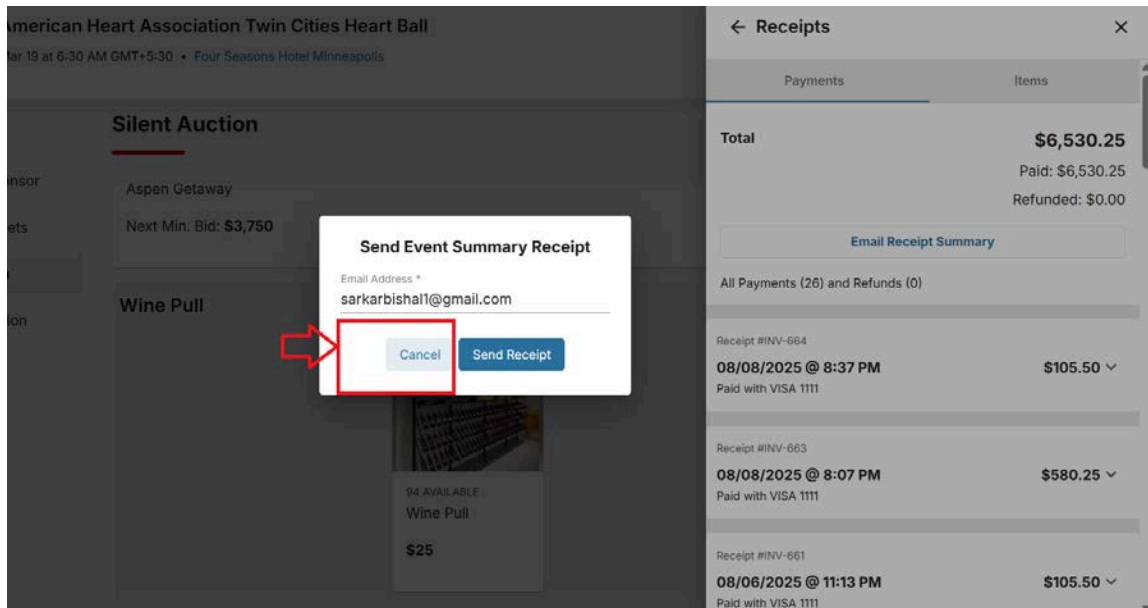 American Heart Association Twin Cities Heart Ball
Mar 19 at 6:30 AM GMT+5:30 • Four Seasons Hotel Minneapolis
Silent Auction
nsor
ets
ion
Aspen Getaway
Next Min. Bid: $3,750
Wine Pull
94 AVAILABLE
Wine Pull
$25
Send Event Summary Receipt
Email Address *
sarkarbishal1@gmail.com
Cancel
Send Receipt
← Receipts
Payments
Items
Total
$6,530.25
Paid: $6,530.25
Refunded: $0.00
Email Receipt Summary
All Payments (26) and Refunds (0)
Receipt #INV-664
08/08/2025 @ 8:37 PM
$105.50
Paid with VISA 1111
Receipt #INV-663
08/08/2025 @ 8:07 PM
$580.25
Paid with VISA 1111
Receipt #INV-661
08/06/2025 @ 11:13 PM
$105.50
Paid with VISA 1111